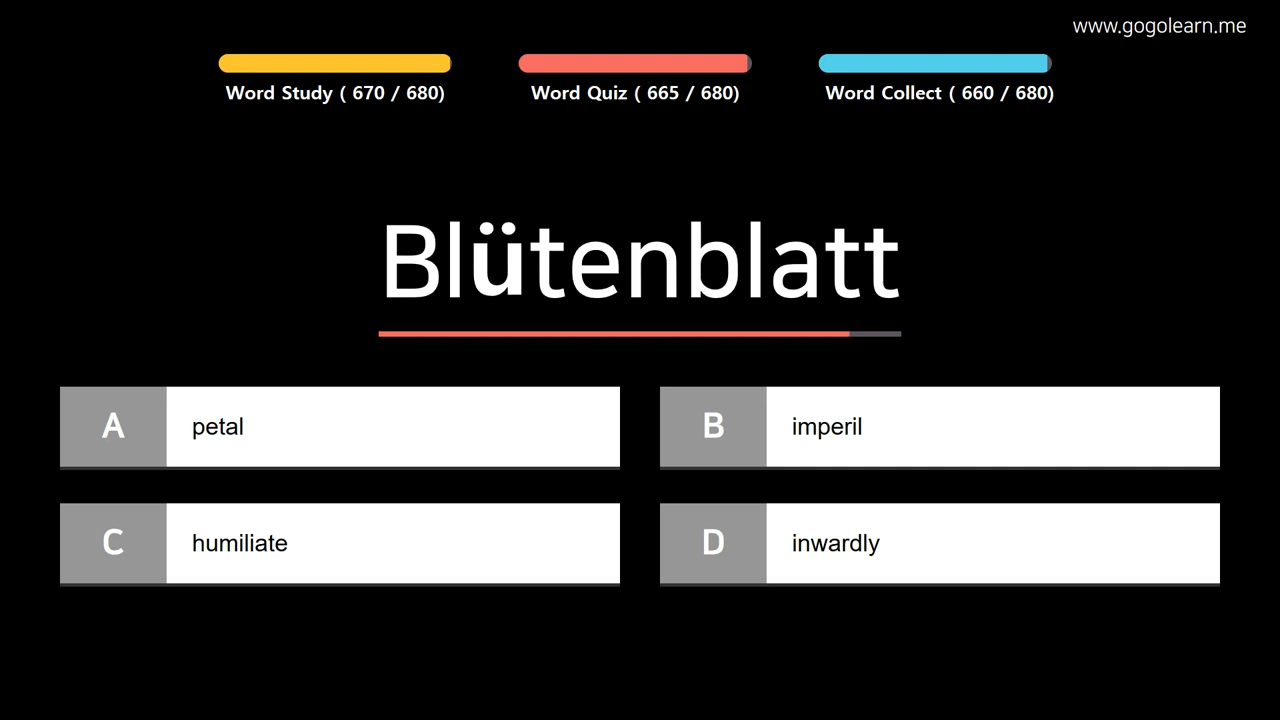 www.gogolearn.me
Word Study ( 670 / 680)
Word Quiz ( 665 / 680)
Word Collect ( 660 / 680)
Blütenblatt
A petal
B imperil
C humiliate
D inwardly